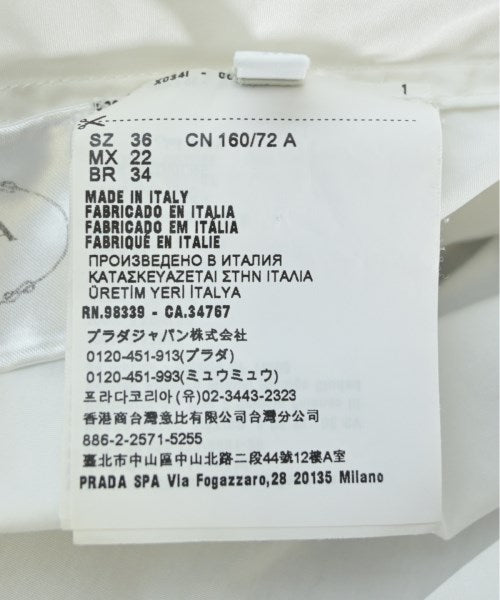 X034I - 00
1
SZ 36 CN 160/72 A
MX 22
BR 34
MADE IN ITALY
FABRICADO EN ITALIA
FABRICADO EM ITÁLIA
FABRIQUÉ EN ITALIE
ПРОИЗВЕДЕНО В ИТАЛИЯ
ΚΑΤΑΣΚΕΥΑΖΕΤΑΙ ΣΤΗΝ ΙΤΑΛΙΑ
ÜRETİM YERİ İTALYA
RN.98339 - CA.34767
プラダジャパン株式会社
0120-451-913(プラダ)
0120-451-993(ミュウミュウ)
프라다코리아 (유) 02-3443-2323
香港商台灣意比有限公司台灣分公司
886-2-2571-5255
臺北市中山區中山北路二段44號12樓A室
PRADA SPA Via Fogazzaro,28 20135 Milano